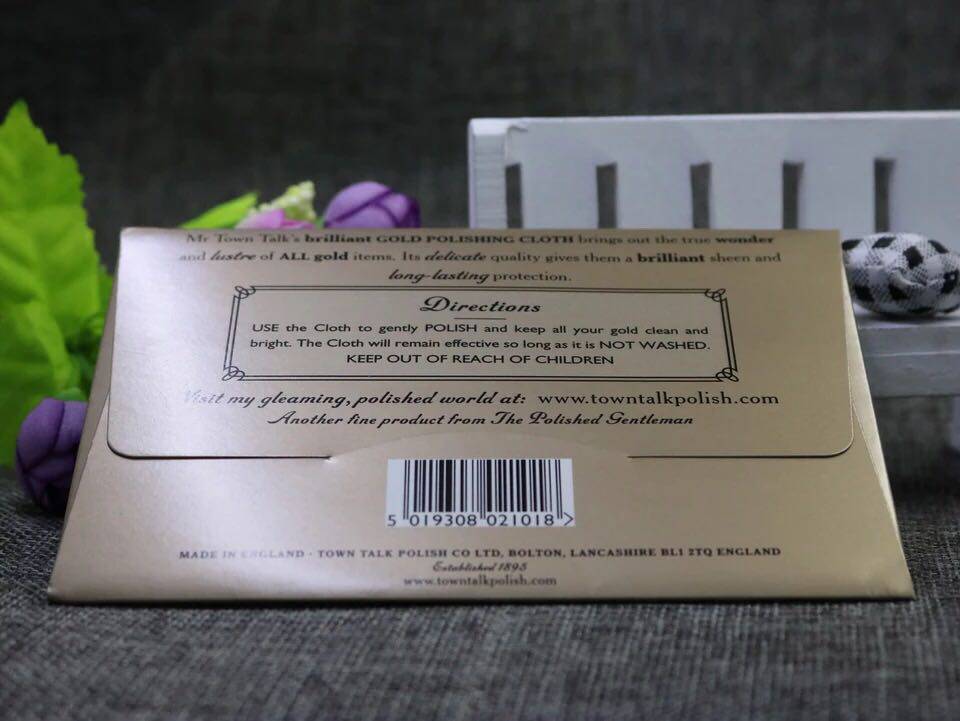 Mr Town Talk's brilliant GOLD POLISHING CLOTH brings out the true wonder
and lustre of ALL gold items. Its delicate quality gives them a brilliant sheen and
long-lasting protection.
Directions
USE the Cloth to gently POLISH and keep all your gold clean and
bright. The Cloth will remain effective so long as it is NOT WASHED.
KEEP OUT OF REACH OF CHILDREN
Visit my gleaming, polished world at: www.towntalkpolish.com
Another fine product from The Polished Gentleman
5 019308 021018 >
MADE IN ENGLAND · TOWN TALK POLISH CO LTD, BOLTON, LANCASHIRE BL1 2TQ ENGLAND
Established 1895
www.towntalkpolish.com